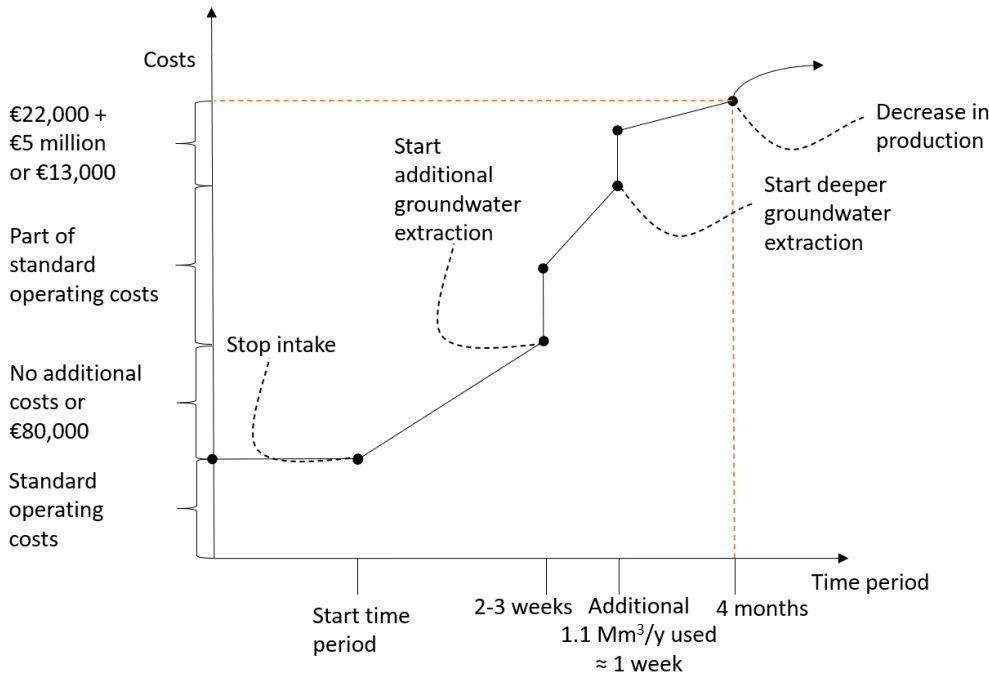 Costs
€22,000 +
€5 million
or €13,000
Part of
standard
operating costs
No additional
costs or
€80,000
Standard
operating
costs
Stop intake
Start
additional
groundwater
extraction
Decrease in
production
Start deeper
groundwater
extraction
Time period
Start time
period
2-3 weeks
Additional
1.1 Mm³/y used
≈ 1 week
4 months